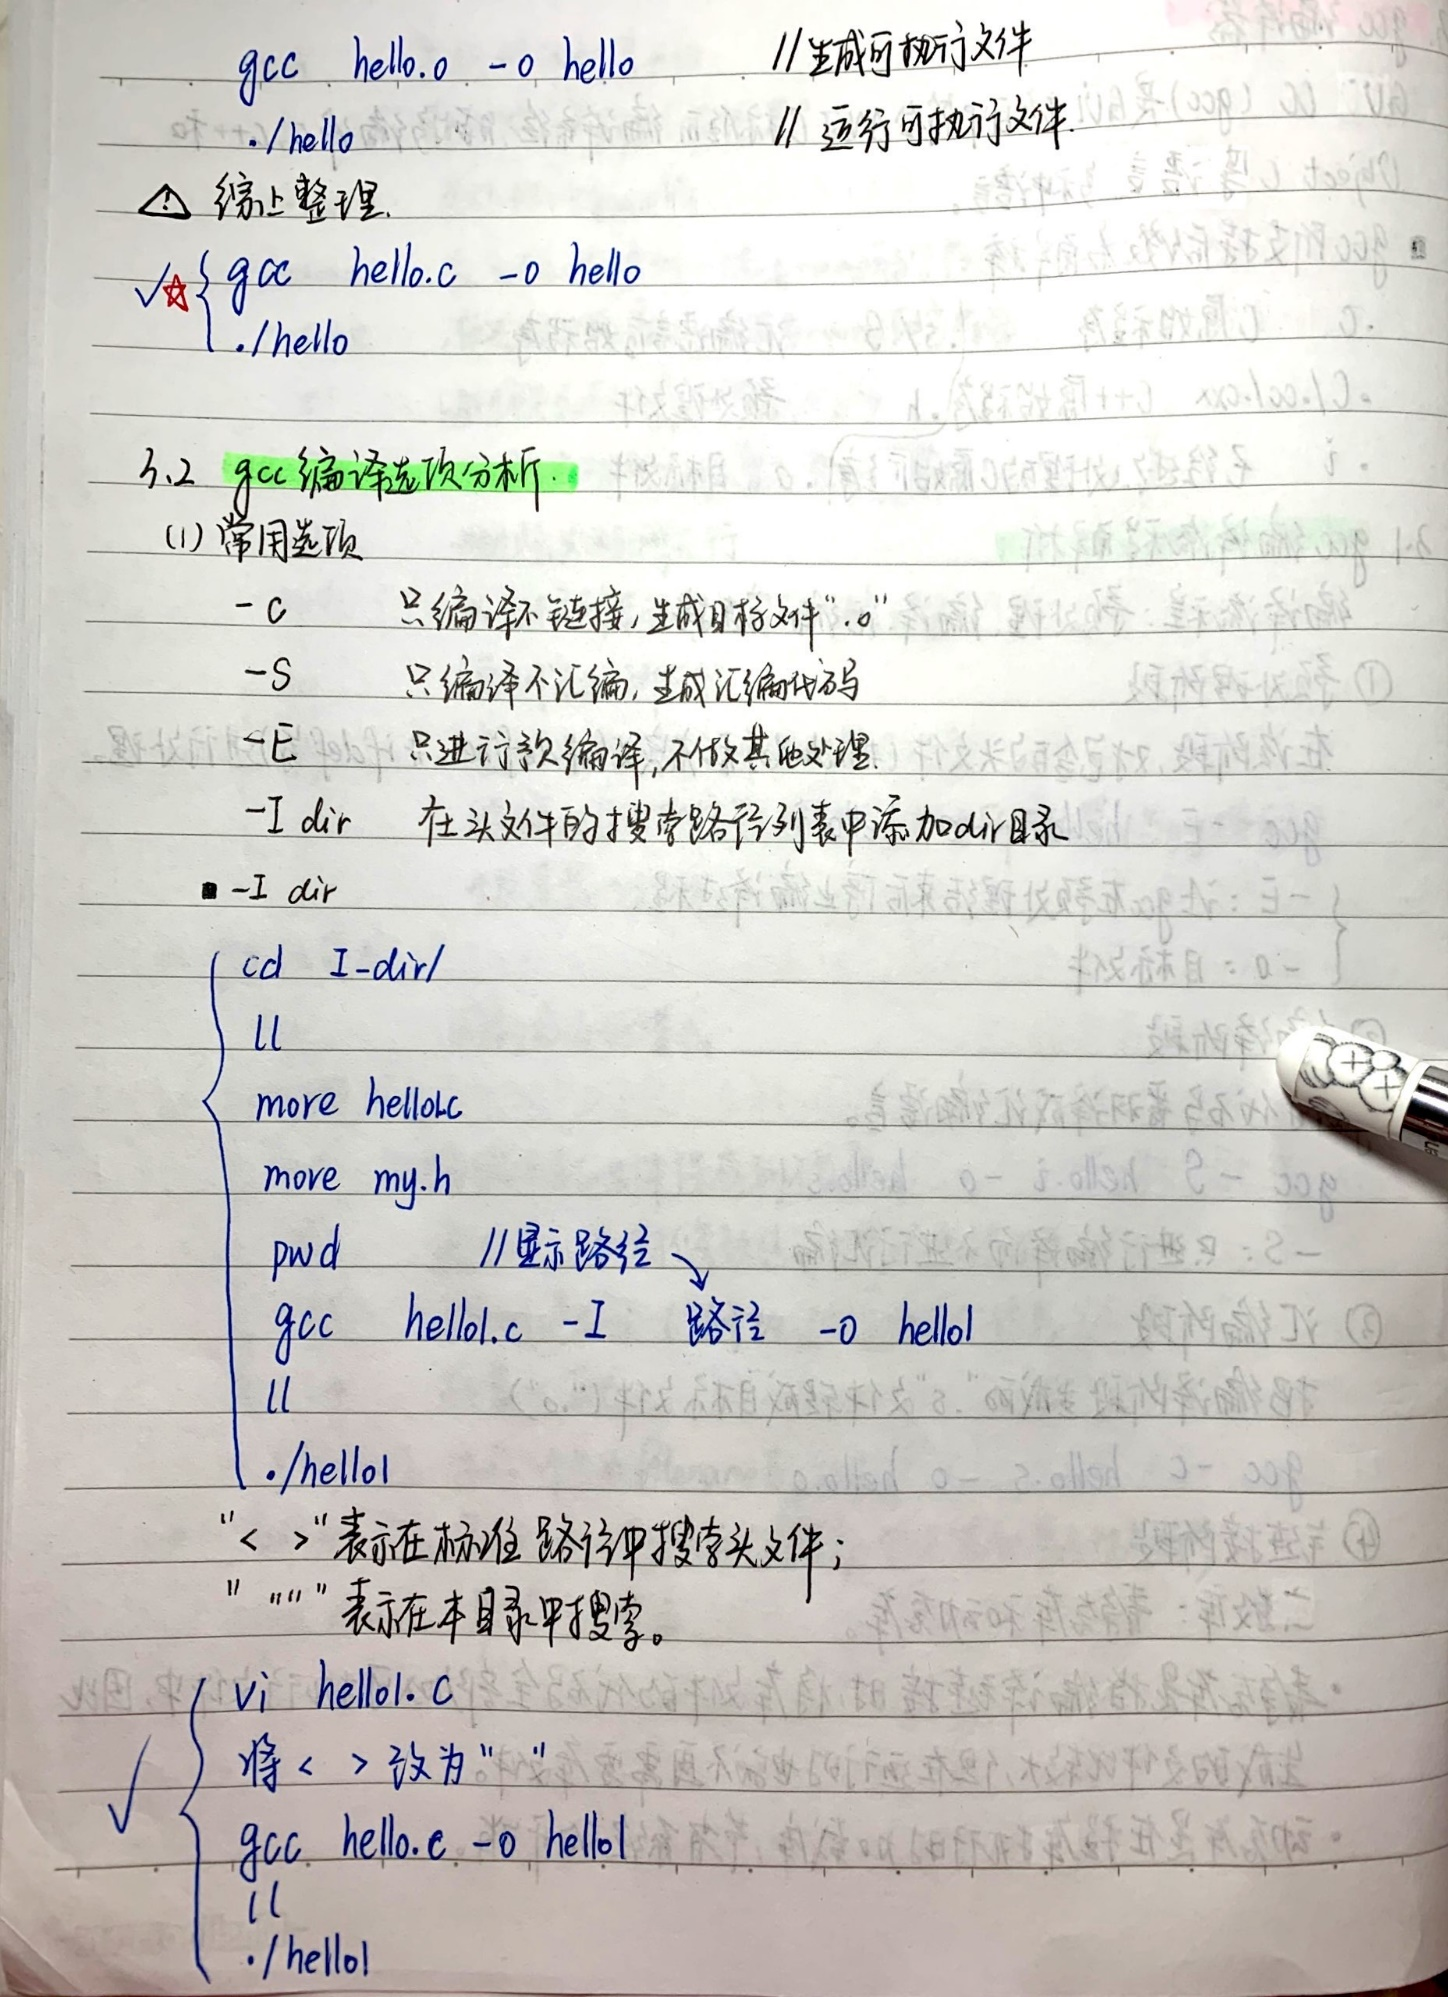 gcc hello.o -o hello //生成可执行文件
./hello //运行可执行文件.
综上整理.
gcc hello.c -o hello
./hello
3.2 gcc编译选项分析.
(1)常用选项
-c 只编译不链接,生成目标文件".o"
-S 只编译不汇编,生成汇编代码
-E 只进行预编译,不做其他处理.
-I dir 在头文件的搜索路径列表中添加dir目录
-I dir
cd I-dir/
ll
more hello1.c
more my.h
pwd //显示路径
gcc hello1.c -I 路径 -o hello1
ll
./hello1
"< >"表示在标准路径中搜索头文件;
" "" "表示在本目录中搜索。
vi hello1.c
将< >改为" "
gcc hello.c -o hello1
ll
./hello1